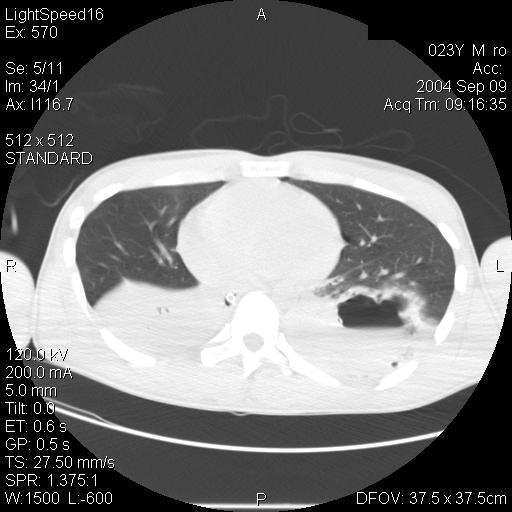 LightSpeed16
Ex: 570
Se: 5/11
Im: 34/1
Ax: I116.7
512 x 512
STANDARD
A
023Y M ro
Acc:
2004 Sep 09
Acq Tm: 09:16:35
R
L
120.0 kV
200.0 mA
5.0 mm
Tilt: 0.0
ET: 0.6 s
GP: 0.5 s
TS: 27.50 mm/s
SPR: 1.375:1
W:1500 L:-600
P
DFOV: 37.5 x 37.5cm